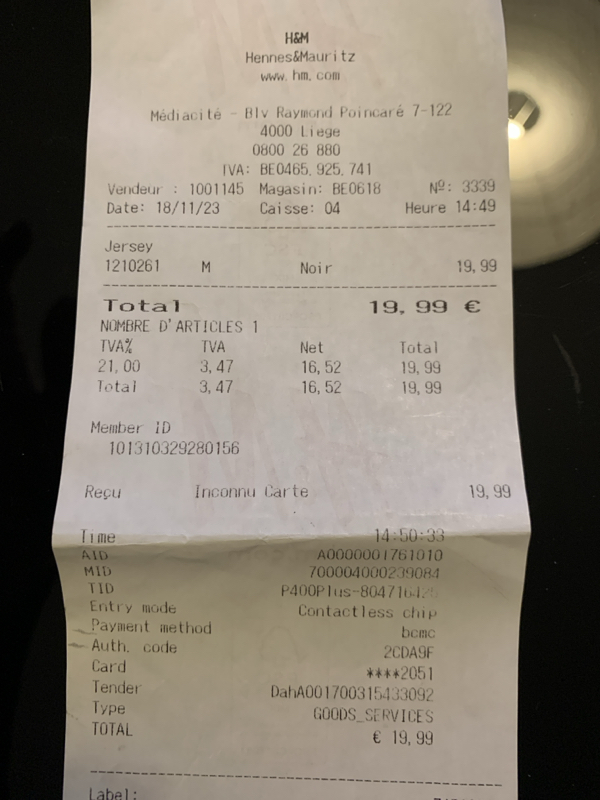 H&M
Hennes&Mauritz
www.hm.com
Médiacité - Blv Raymond Poincaré 7-122
4000 Liege
0800 26 880
TVA: BE0465.925.741
Vendeur : 1001145 Magasin: BE0618 Nº: 3339
Date: 18/11/23 Caisse: 04 Heure 14:49
Jersey
1210261 M Noir 19,99
Total 19,99 €
NOMBRE D'ARTICLES 1
TVA% TVA Net Total
21,00 3,47 16,52 19,99
Total 3,47 16,52 19,99
Member ID
101310329280156
Reçu Inconnu Carte 19,99
Time 14:50:33
AID A0000001761010
MID 700004000239084
TID
Entry mode Contactless chip
Payment method bcmc
Auth. code 2CDA9F
Card ****2051
Tender DahA001700315433092
Type GOODS_SERVICES
TOTAL € 19,99
Label: